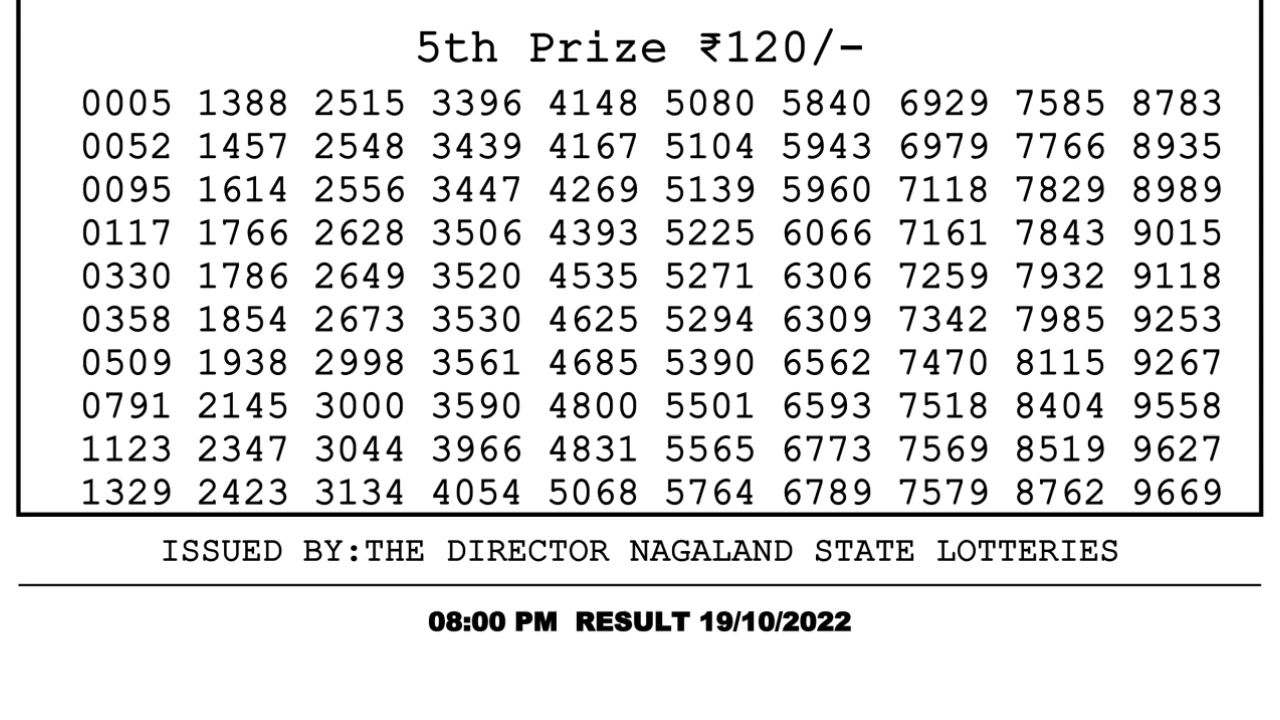 5th Prize ₹120/-
0005 1388 2515 3396 4148 5080 5840 6929 7585 8783
0052 1457 2548 3439 4167 5104 5943 6979 7766 8935
0095 1614 2556 3447 4269 5139 5960 7118 7829 8989
0117 1766 2628 3506 4393 5225 6066 7161 7843 9015
0330 1786 2649 3520 4535 5271 6306 7259 7932 9118
0358 1854 2673 3530 4625 5294 6309 7342 7985 9253
0509 1938 2998 3561 4685 5390 6562 7470 8115 9267
0791 2145 3000 3590 4800 5501 6593 7518 8404 9558
1123 2347 3044 3966 4831 5565 6773 7569 8519 9627
1329 2423 3134 4054 5068 5764 6789 7579 8762 9669
ISSUED BY:THE DIRECTOR NAGALAND STATE LOTTERIES
08:00 PM RESULT 19/10/2022